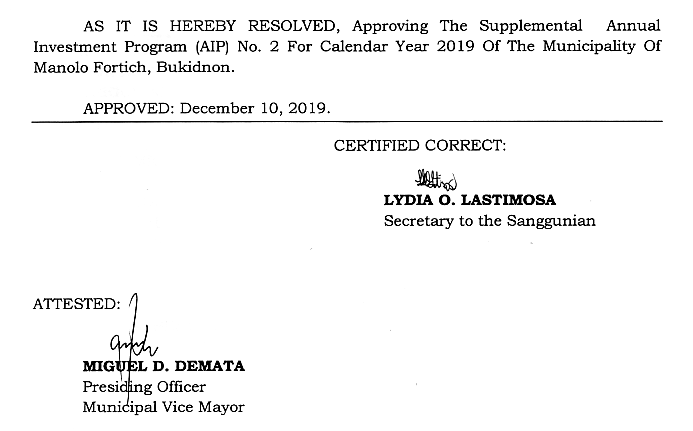 AS IT IS HEREBY RESOLVED, Approving The Supplemental Annual
Investment Program (AIP) No. 2 For Calendar Year 2019 Of The Municipality Of
Manolo Fortich, Bukidnon.
APPROVED: December 10, 2019.
CERTIFIED CORRECT:
LYDIA O. LASTIMOSA
Secretary to the Sanggunian
ATTESTED:
MIGUEL D. DEMATA
Presiding Officer
Municipal Vice Mayor